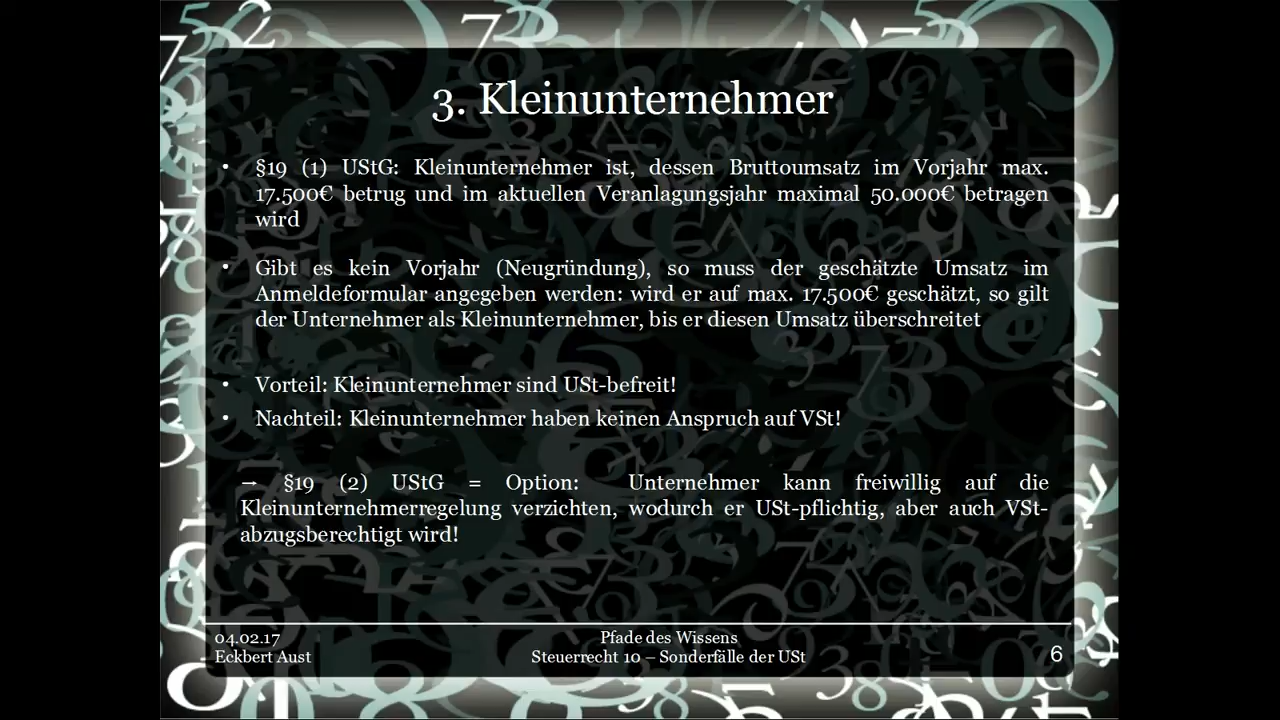 3. Kleinunternehmer
• §19 (1) UStG: Kleinunternehmer ist, dessen Bruttoumsatz im Vorjahr max.
17.500€ betrug und im aktuellen Veranlagungsjahr maximal 50.000€ betragen
wird
• Gibt es kein Vorjahr (Neugründung), so muss der geschätzte Umsatz im
Anmeldeformular angegeben werden: wird er auf max. 17.500€ geschätzt, so gilt
der Unternehmer als Kleinunternehmer, bis er diesen Umsatz überschreitet
• Vorteil: Kleinunternehmer sind USt-befreit!
• Nachteil: Kleinunternehmer haben keinen Anspruch auf VSt!
→ §19 (2) UStG = Option: Unternehmer kann freiwillig auf die
Kleinunternehmerregelung verzichten, wodurch er USt-pflichtig, aber auch VSt-
abzugsberechtigt wird!
04.02.17
Eckbert Aust
Pfade des Wissens
Steuerrecht 10 – Sonderfälle der USt
6